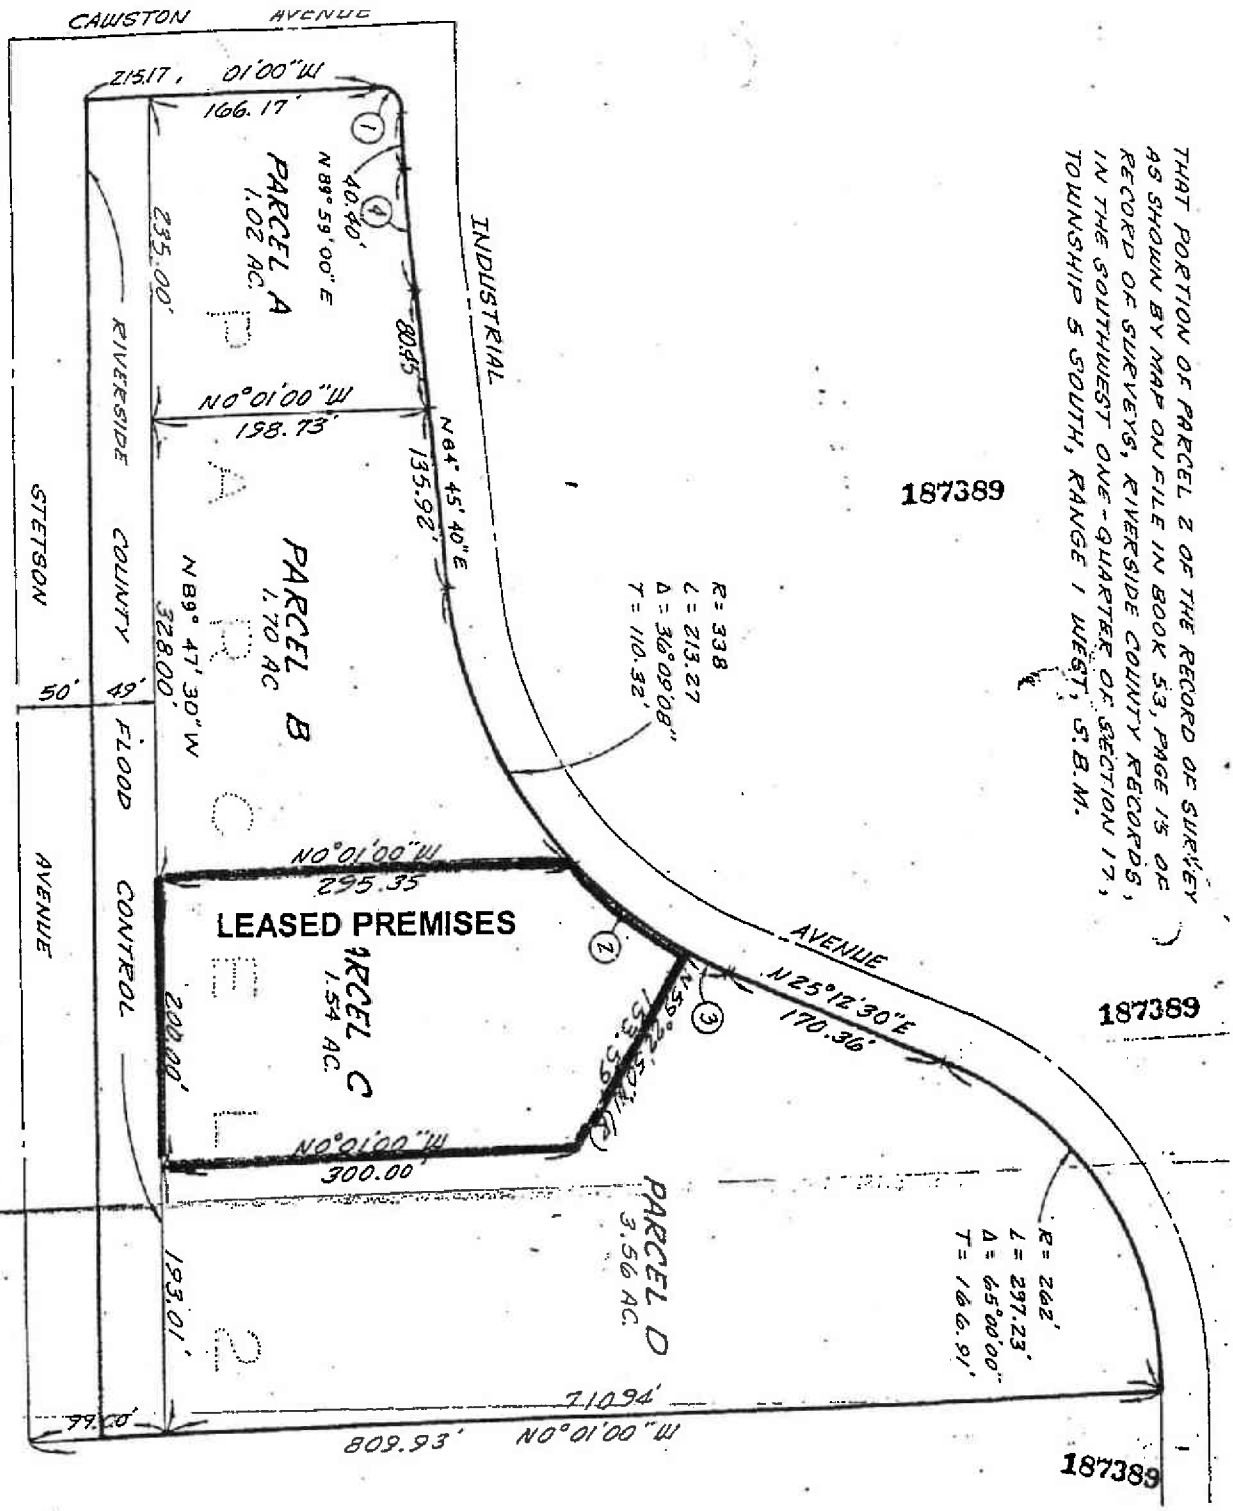 CAWSTON AVENUE
215.17' 01'00"W
166.17'
1
40.40'
4
N 89° 59' 00" E
PARCEL A
1.02 AC.
235.00'
80.45
INDUSTRIAL
N0°01'00"W
198.73'
N 84° 45' 40" E
135.92'
PARCEL B
1.70 AC
N 89° 47' 30" W
328.00'
RIVERSIDE COUNTY FLOOD CONTROL
STETSON AVENUE
50' 49'
R = 338
L = 213.27
Δ = 36°09'08"
T = 110.32'
THAT PORTION OF PARCEL 2 OF THE RECORD OF SURVEY
AS SHOWN BY MAP ON FILE IN BOOK 53, PAGE 15 OF
RECORD OF SURVEYS, RIVERSIDE COUNTY RECORDS,
IN THE SOUTHWEST ONE-QUARTER OF SECTION 17,
TOWNSHIP 5 SOUTH, RANGE 1 WEST, S.B.M.
187389
N0°01'00"W
295.35
LEASED PREMISES
2
ARCEL C
1.54 AC.
200.00'
3
AVENUE
N25°12'30"E
170.36'
187389
153.59'
N0°01'00"W
300.00'
PARCEL D
3.56 AC.
193.01'
R = 262'
L = 297.23'
Δ = 65°00'00"
T = 166.91'
PARCEL 2
710.94'
99.00'
809.93' N0°01'00"W
187389